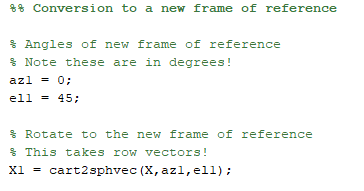 %% Conversion to a new frame of reference
% Angles of new frame of reference
% Note these are in degrees!
az1 = 0;
el1 = 45;
% Rotate to the new frame of reference
% This takes row vectors!
X1 = cart2sphvec(X,az1,el1);